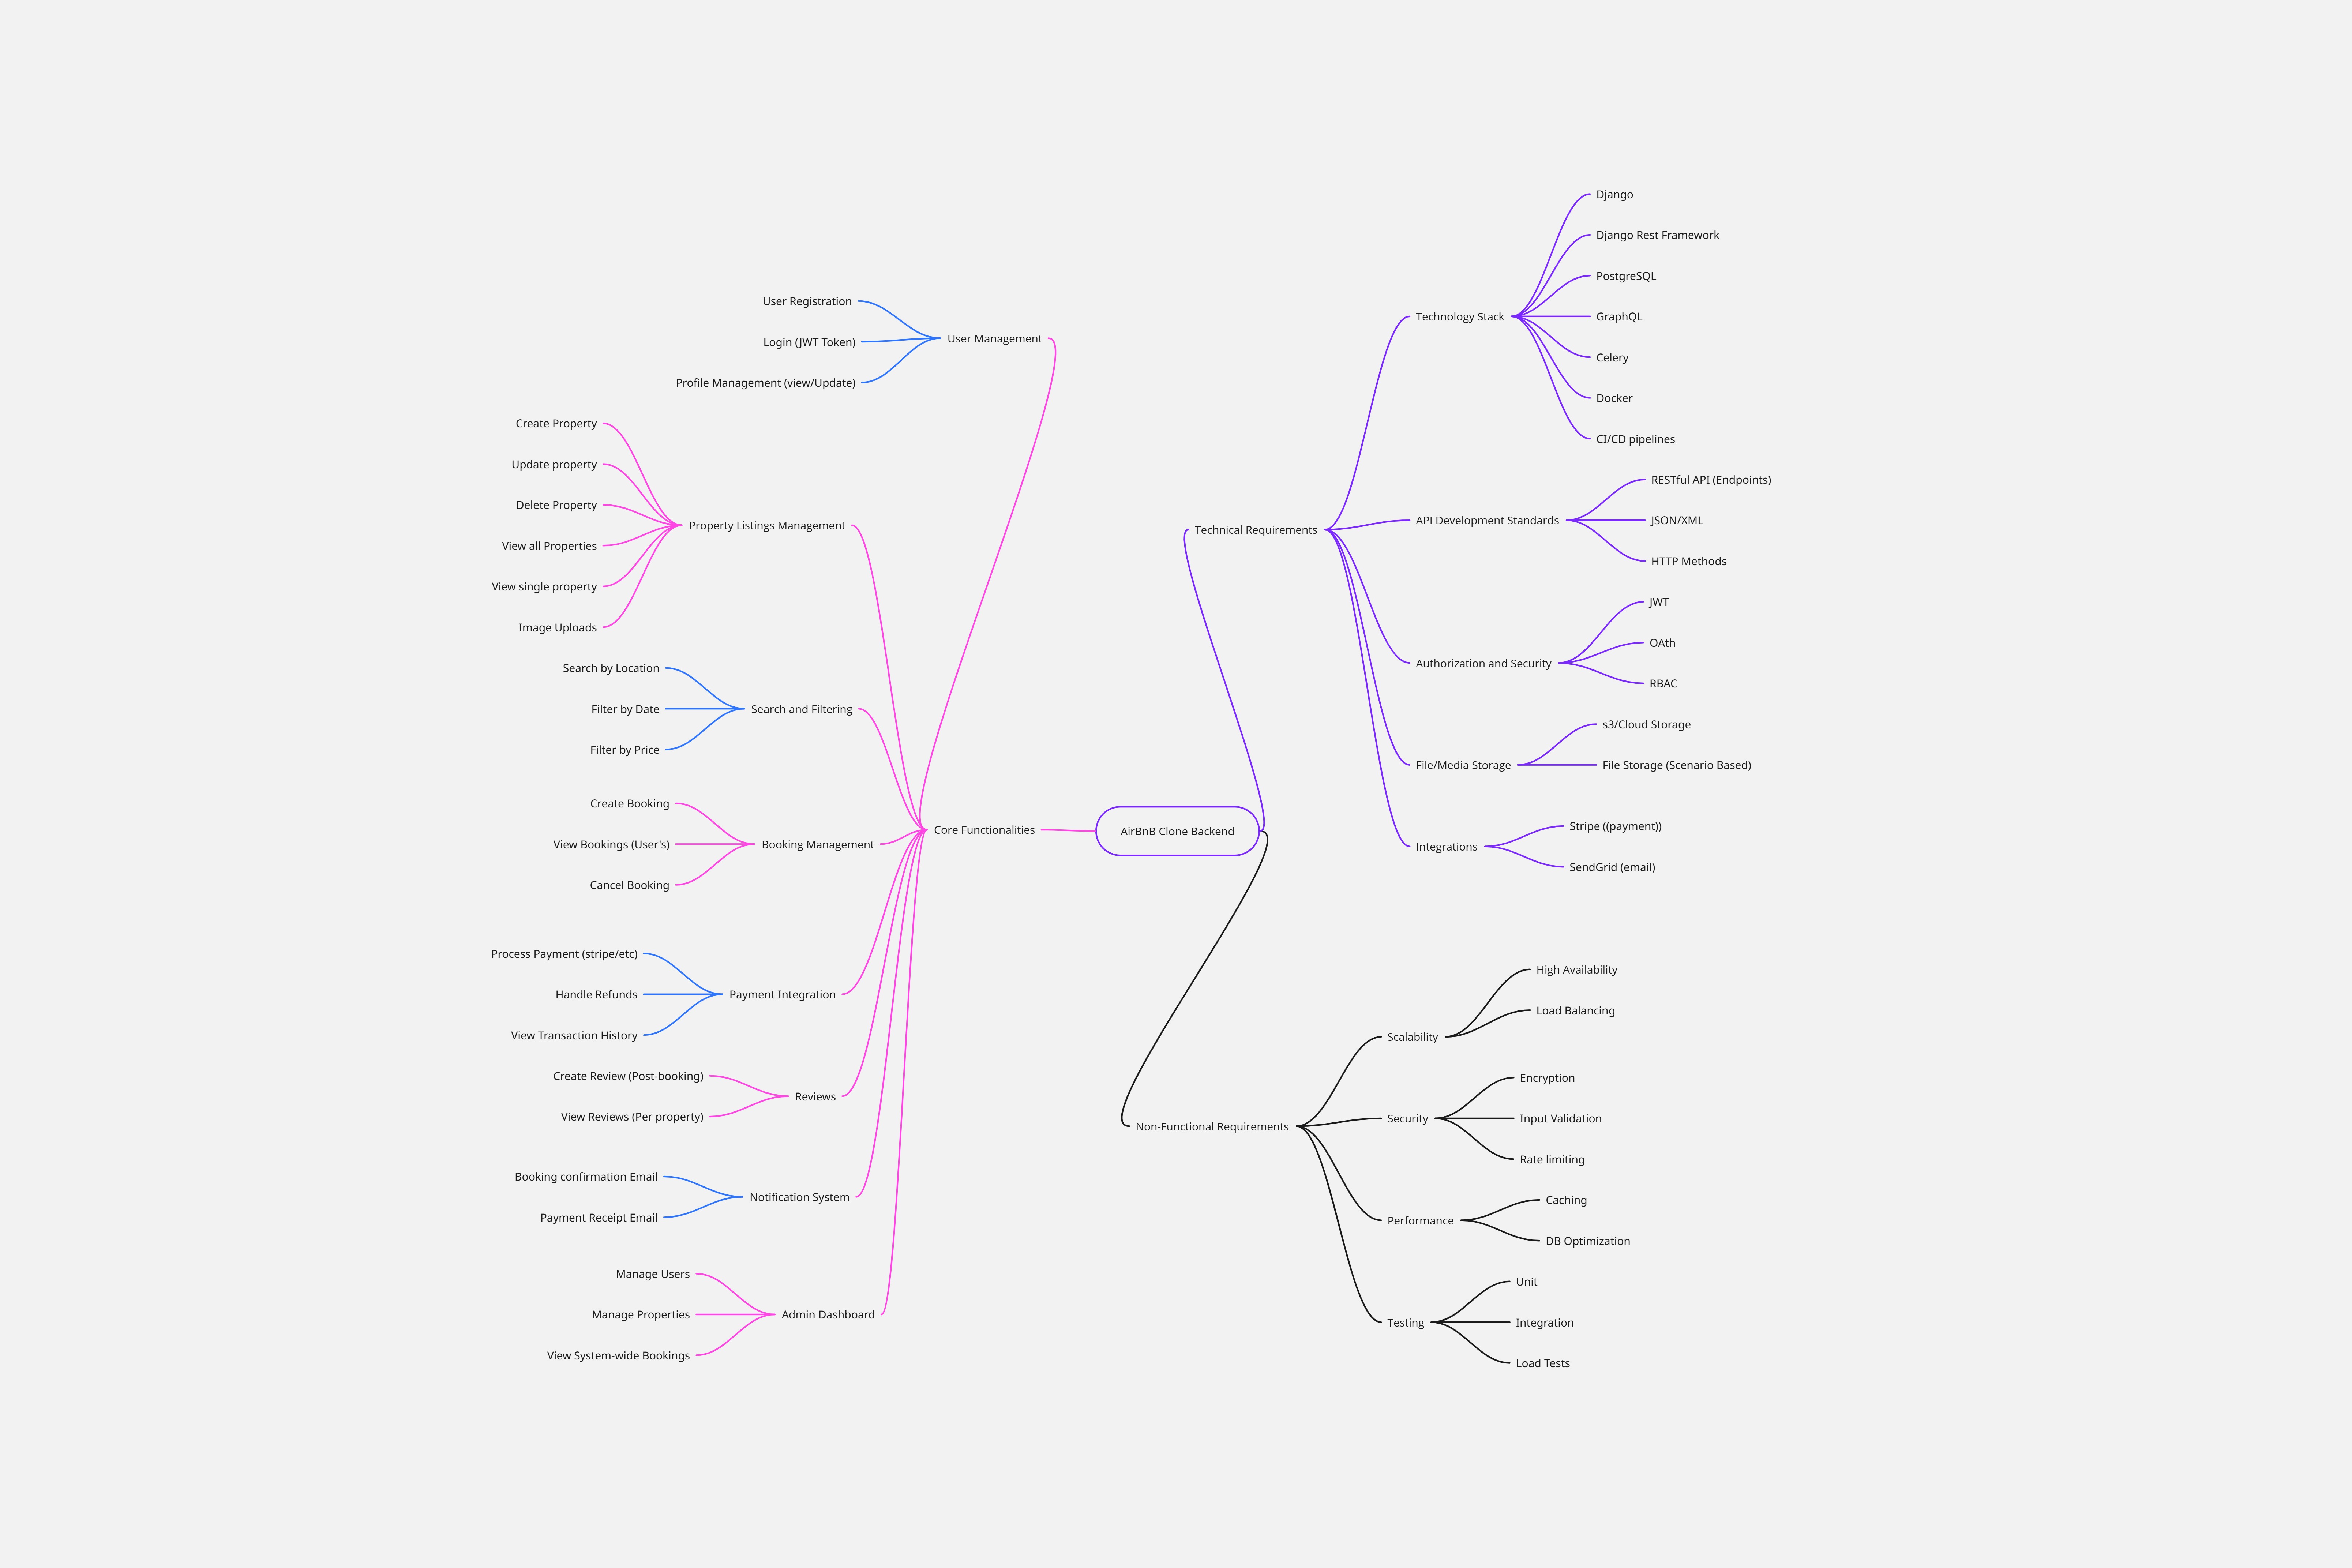 AirBnB Clone Backend
Core Functionalities
User Management
User Registration
Login (JWT Token)
Profile Management (view/Update)
Property Listings Management
Create Property
Update property
Delete Property
View all Properties
View single property
Image Uploads
Search and Filtering
Search by Location
Filter by Date
Filter by Price
Booking Management
Create Booking
View Bookings (User's)
Cancel Booking
Payment Integration
Process Payment (stripe/etc)
Handle Refunds
View Transaction History
Reviews
Create Review (Post-booking)
View Reviews (Per property)
Notification System
Booking confirmation Email
Payment Receipt Email
Admin Dashboard
Manage Users
Manage Properties
View System-wide Bookings
Technical Requirements
Technology Stack
Django
Django Rest Framework
PostgreSQL
GraphQL
Celery
Docker
CI/CD pipelines
API Development Standards
RESTful API (Endpoints)
JSON/XML
HTTP Methods
Authorization and Security
JWT
OAth
RBAC
File/Media Storage
s3/Cloud Storage
File Storage (Scenario Based)
Integrations
Stripe ((payment))
SendGrid (email)
Non-Functional Requirements
Scalability
High Availability
Load Balancing
Security
Encryption
Input Validation
Rate limiting
Performance
Caching
DB Optimization
Testing
Unit
Integration
Load Tests